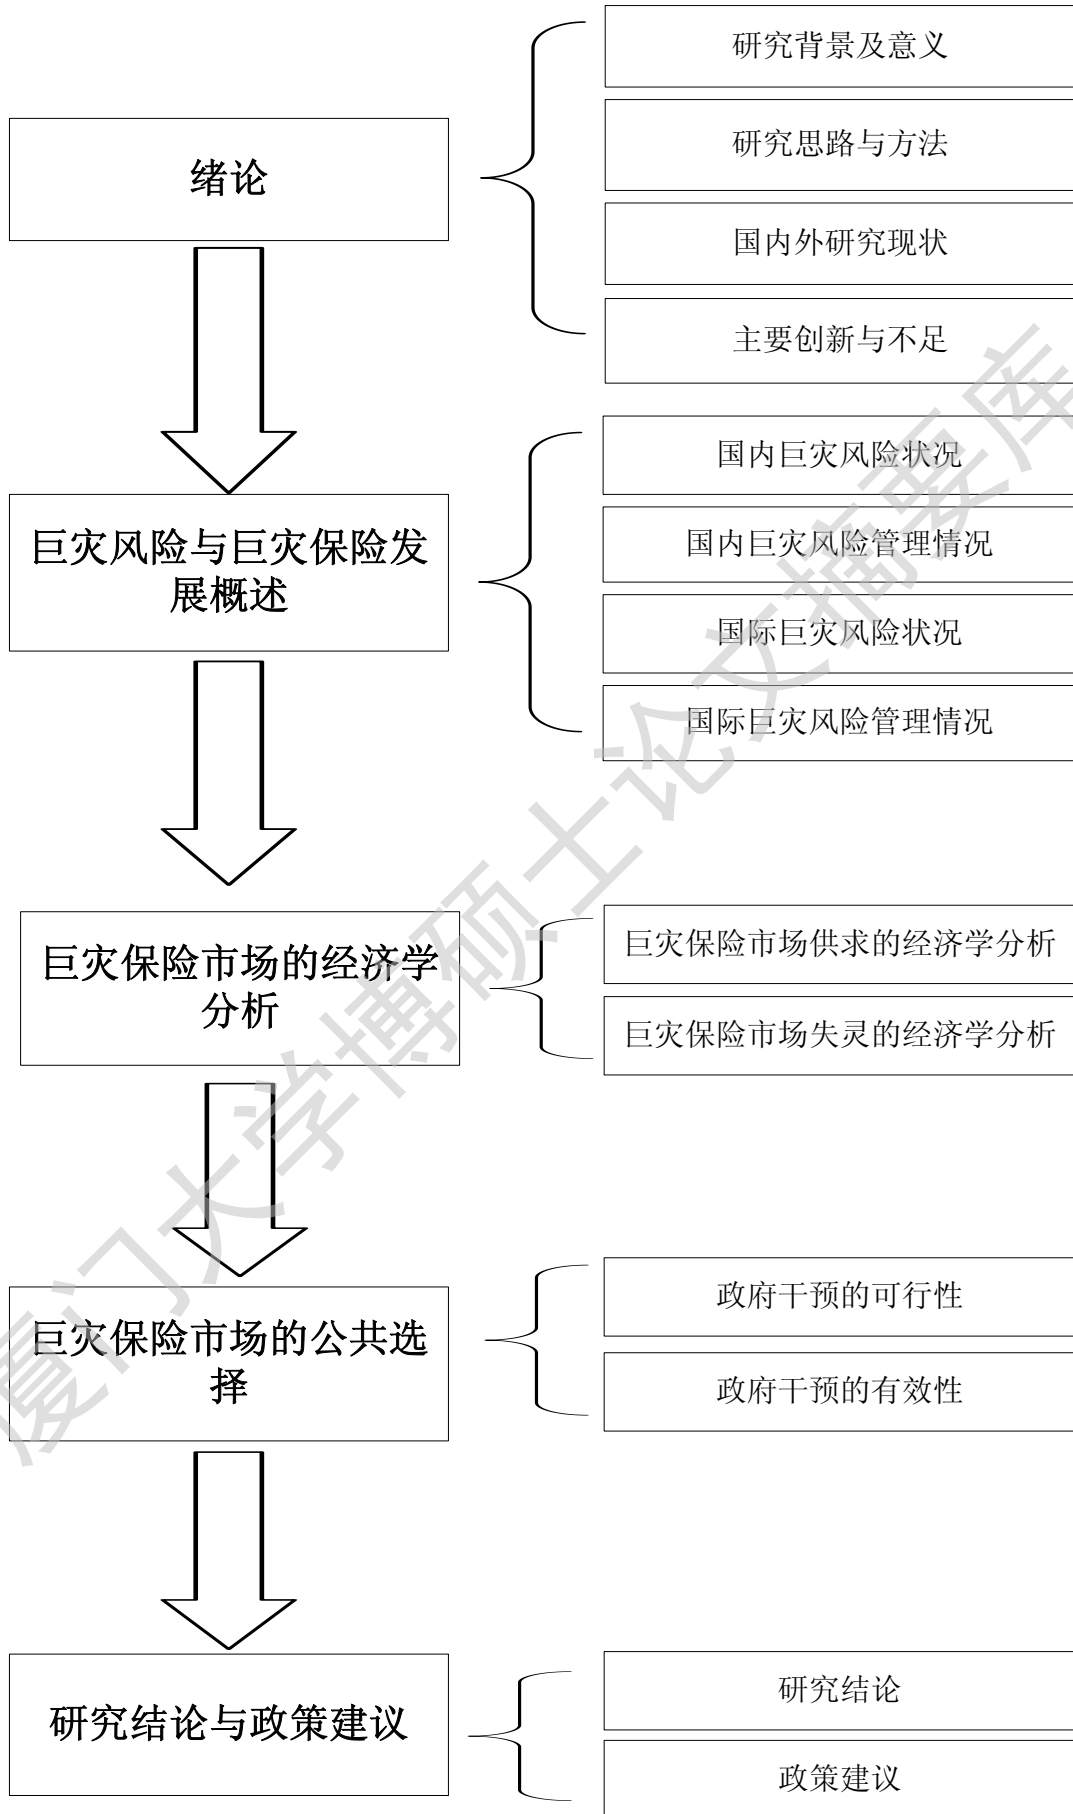 绪论
研究背景及意义
研究思路与方法
国内外研究现状
主要创新与不足
巨灾风险与巨灾保险发
展概述
国内巨灾风险状况
国内巨灾风险管理情况
国际巨灾风险状况
国际巨灾风险管理情况
巨灾保险市场的经济学
分析
巨灾保险市场供求的经济学分析
巨灾保险市场失灵的经济学分析
巨灾保险市场的公共选
择
政府干预的可行性
政府干预的有效性
研究结论与政策建议
研究结论
政策建议
厦门大学博硕士论文摘要库